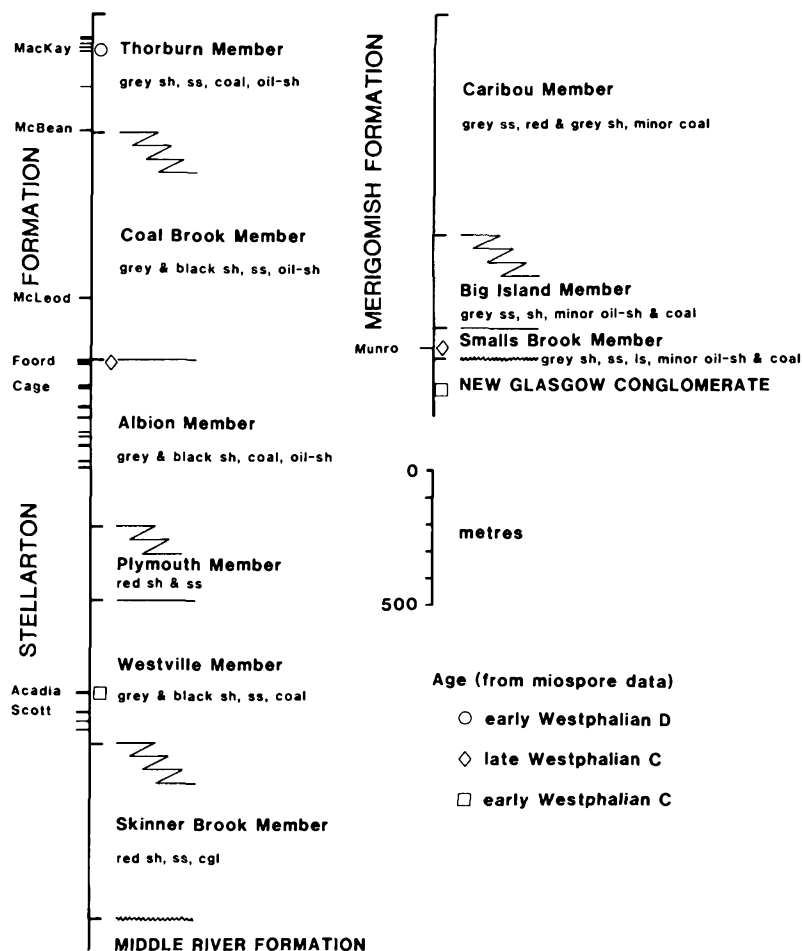 STELLARTON FORMATION
MacKay
Thorburn Member
grey sh, ss, coal, oil-sh
McBean
Coal Brook Member
grey & black sh, ss, oil-sh
McLeod
Foord
Cage
Albion Member
grey & black sh, coal, oil-sh
Plymouth Member
red sh & ss
Westville Member
Acadia
grey & black sh, ss, coal
Scott
Skinner Brook Member
red sh, ss, cgl
MIDDLE RIVER FORMATION
MERIGOMISH FORMATION
Caribou Member
grey ss, red & grey sh, minor coal
Big Island Member
grey ss, sh, minor oil-sh & coal
Munro
Smalls Brook Member
grey sh, ss, ls, minor oil-sh & coal
NEW GLASGOW CONGLOMERATE
0
metres
500
Age (from miospore data)
early Westphalian D
late Westphalian C
early Westphalian C